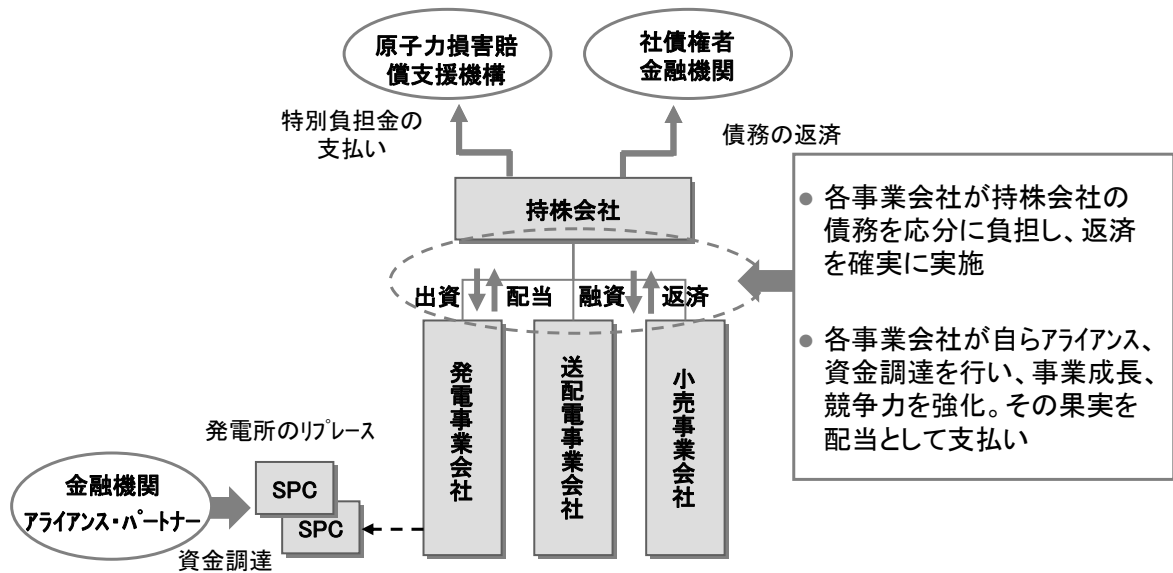 原子力損害賠
償支援機構
社債権者
金融機関
特別負担金の
支払い
債務の返済
持株会社
出資
配当
融資
返済
● 各事業会社が持株会社の
債務を応分に負担し、返済
を確実に実施
● 各事業会社が自らアライアンス、
資金調達を行い、事業成長、
競争力を強化。その果実を
配当として支払い
発電事業会社
送配電事業会社
小売事業会社
発電所のリプレース
金融機関
アライアンス・パートナー
SPC
SPC
資金調達